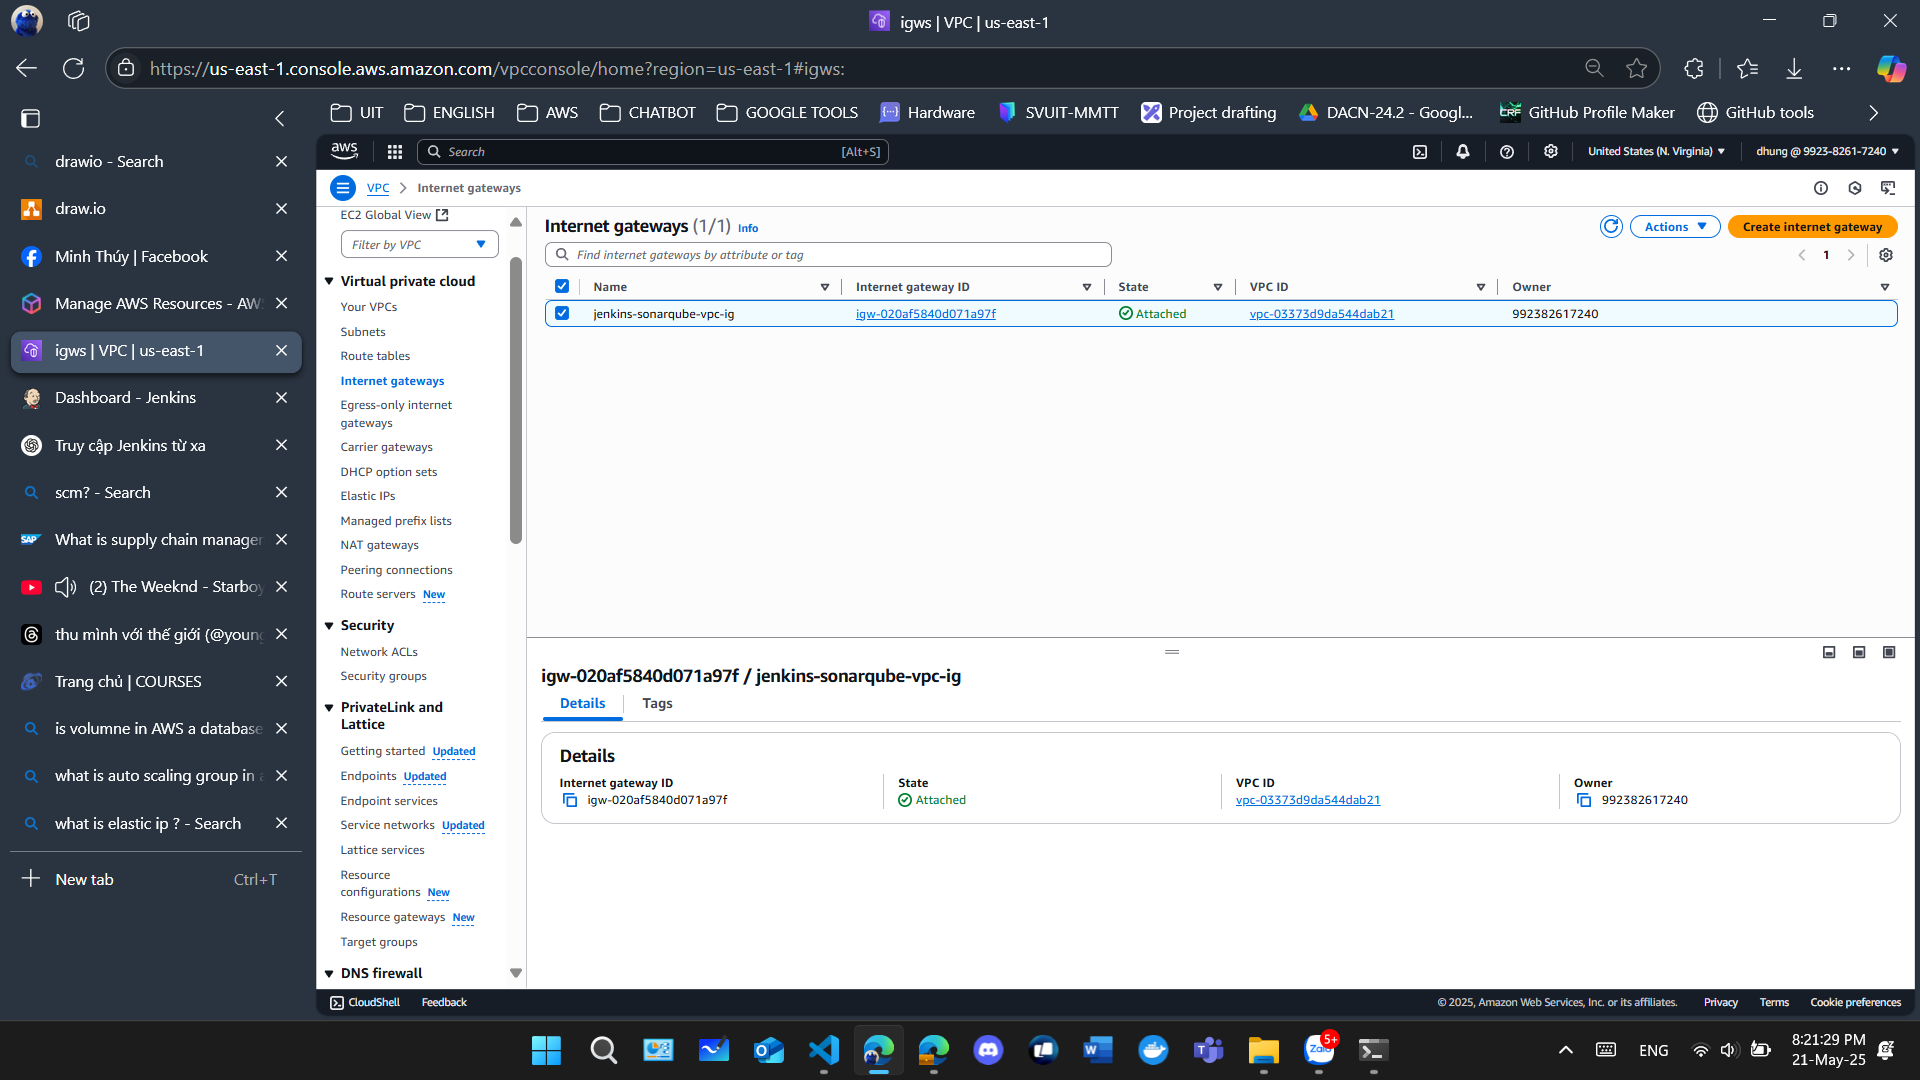 igws | VPC | us-east-1
https://us-east-1.console.aws.amazon.com/vpcconsole/home?region=us-east-1#igws:
UIT ENGLISH AWS CHATBOT GOOGLE TOOLS Hardware SVUIT-MMTT Project drafting DACN-24.2 - Googl... GitHub Profile Maker GitHub tools
drawio - Search
draw.io
Minh Thúy | Facebook
Manage AWS Resources - AW
igws | VPC | us-east-1
Dashboard - Jenkins
Truy cập Jenkins từ xa
scm? - Search
What is supply chain manager
(2) The Weeknd - Starboy
thu mình với thế giới (@young
Trang chủ | COURSES
is volumne in AWS a database
what is auto scaling group in a
what is elastic ip ? - Search
New tab Ctrl+T
aws Search [Alt+S] United States (N. Virginia) dhung @ 9923-8261-7240
VPC Internet gateways
EC2 Global View
Filter by VPC
Virtual private cloud
Your VPCs
Subnets
Route tables
Internet gateways
Egress-only internet
gateways
Carrier gateways
DHCP option sets
Elastic IPs
Managed prefix lists
NAT gateways
Peering connections
Route servers New
Security
Network ACLs
Security groups
PrivateLink and
Lattice
Getting started Updated
Endpoints Updated
Endpoint services
Service networks Updated
Lattice services
Resource
configurations New
Resource gateways New
Target groups
DNS firewall
Internet gateways (1/1) Info
Actions Create internet gateway
Find internet gateways by attribute or tag
1
Name Internet gateway ID State VPC ID Owner
jenkins-sonarqube-vpc-ig igw-020af5840d071a97f Attached vpc-03373d9da544dab21 992382617240
igw-020af5840d071a97f / jenkins-sonarqube-vpc-ig
Details Tags
Details
Internet gateway ID State VPC ID Owner
igw-020af5840d071a97f Attached vpc-03373d9da544dab21 992382617240
CloudShell Feedback © 2025, Amazon Web Services, Inc. or its affiliates. Privacy Terms Cookie preferences
5+
Zalo
ENG
8:21:29 PM
21-May-25